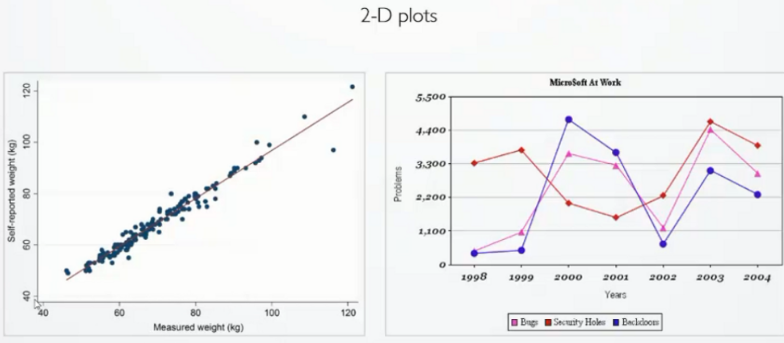 2-D plots
Self-reported weight (kg)
120
100
80
60
40
40 60 80 100 120
Measured weight (kg)
Micro$oft At Work
Problems
5,500
4,400
3,300
2,200
1,100
0
1998 1999 2000 2001 2002 2003 2004
Years
Bugs Security Holes Backdoors